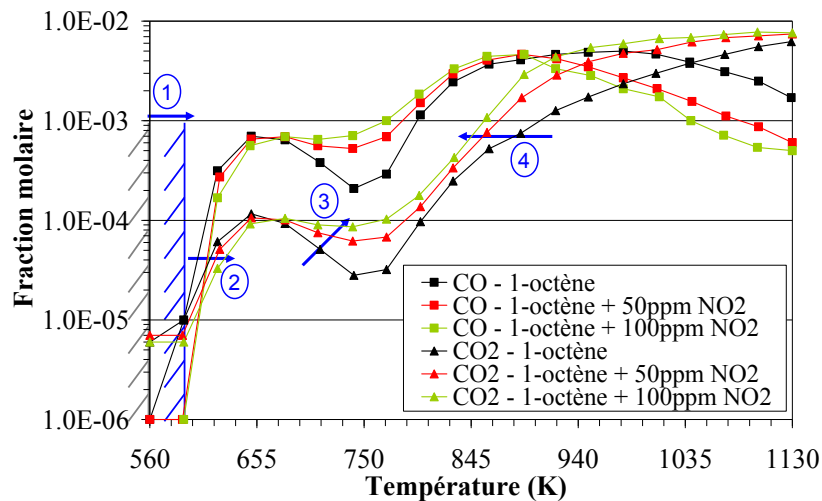 1.0E-02
1.0E-03
1.0E-04
1.0E-05
1.0E-06
Fraction molaire
1
2
3
4
CO - 1-octène
CO - 1-octène + 50ppm NO2
CO - 1-octène + 100ppm NO2
CO2 - 1-octène
CO2 - 1-octène + 50ppm NO2
CO2 - 1-octène + 100ppm NO2
560 655 750 845 940 1035 1130
Température (K)